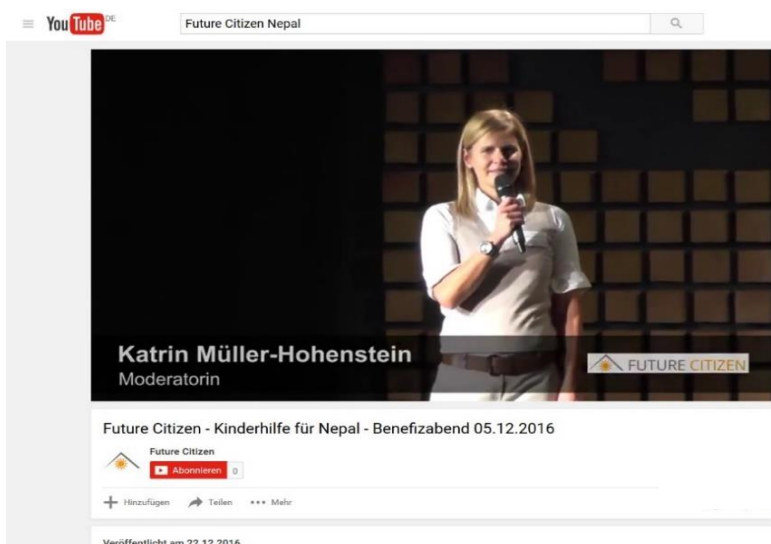 YouTube DE
Future Citizen Nepal
Katrin Müller-Hohenstein
Moderatorin
FUTURE CITIZEN
Future Citizen - Kinderhilfe für Nepal - Benefizabend 05.12.2016
Future Citizen
Abonnieren 0
Hinzufügen Teilen Mehr
Veröffentlicht am 22.12.2016